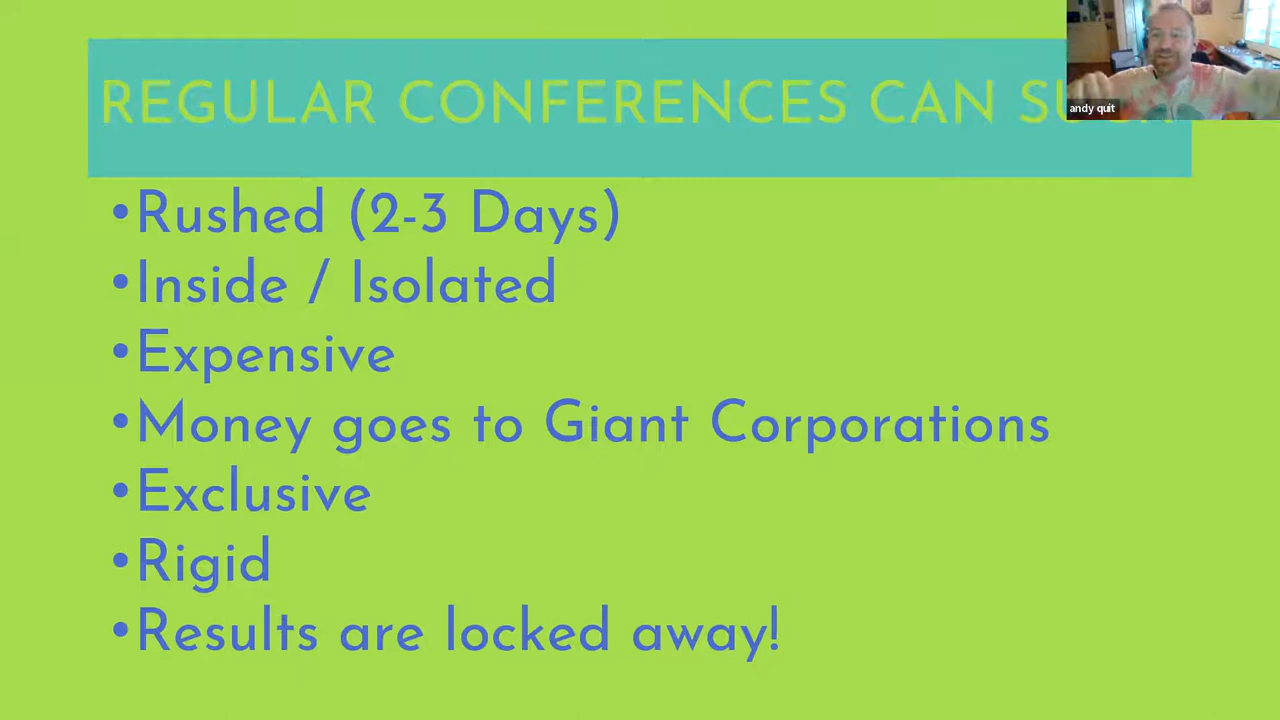 REGULAR CONFERENCES CAN
andy quit
•Rushed (2-3 Days)
•Inside / Isolated
•Expensive
•Money goes to Giant Corporations
•Exclusive
•Rigid
•Results are locked away!